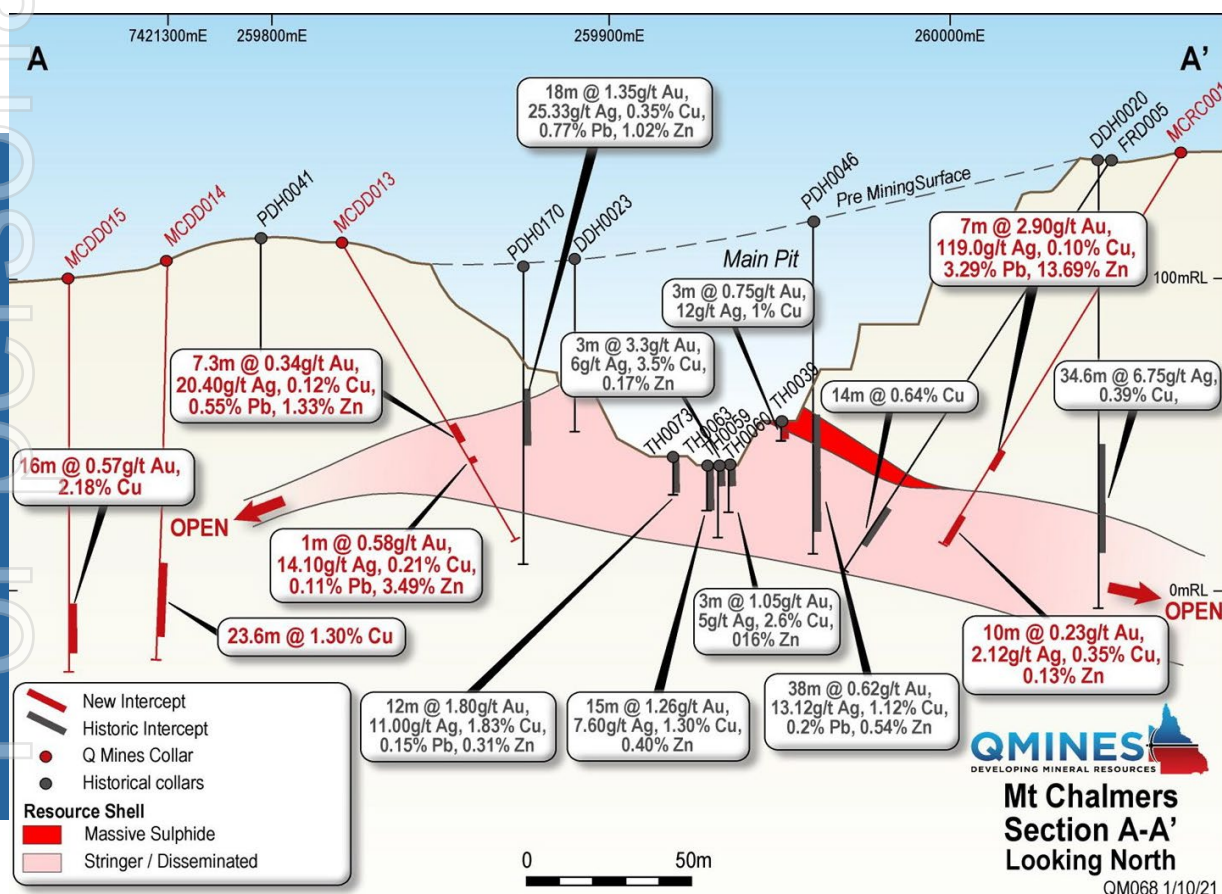 7421300mE 259800mE 259900mE 260000mE
A
A'
MCDD015
MCDD014
PDH0041
MCDD013
PDH0170
DDH0023
PDH0046
DDH0020
FRD005
MCRC001
18m @ 1.35g/t Au,
25.33g/t Ag, 0.35% Cu,
0.77% Pb, 1.02% Zn
Pre MiningSurface
Main Pit
7m @ 2.90g/t Au,
119.0g/t Ag, 0.10% Cu,
3.29% Pb, 13.69% Zn
100mRL
3m @ 0.75g/t Au,
12g/t Ag, 1% Cu
3m @ 3.3g/t Au,
6g/t Ag, 3.5% Cu,
0.17% Zn
7.3m @ 0.34g/t Au,
20.40g/t Ag, 0.12% Cu,
0.55% Pb, 1.33% Zn
14m @ 0.64% Cu
34.6m @ 6.75g/t Ag,
0.39% Cu,
TH0073
TH0063
TH0059
TH0060
TH0039
16m @ 0.57g/t Au,
2.18% Cu
OPEN
1m @ 0.58g/t Au,
14.10g/t Ag, 0.21% Cu,
0.11% Pb, 3.49% Zn
0mRL
OPEN
3m @ 1.05g/t Au,
5g/t Ag, 2.6% Cu,
016% Zn
23.6m @ 1.30% Cu
10m @ 0.23g/t Au,
2.12g/t Ag, 0.35% Cu,
0.13% Zn
12m @ 1.80g/t Au,
11.00g/t Ag, 1.83% Cu,
0.15% Pb, 0.31% Zn
15m @ 1.26g/t Au,
7.60g/t Ag, 1.30% Cu,
0.40% Zn
38m @ 0.62g/t Au,
13.12g/t Ag, 1.12% Cu,
0.2% Pb, 0.54% Zn
New Intercept
Historic Intercept
Q Mines Collar
Historical collars
Resource Shell
Massive Sulphide
Stringer / Disseminated
0 50m
QMINES
DEVELOPING MINERAL RESOURCES
Mt Chalmers
Section A-A'
Looking North
QM068 1/10/21